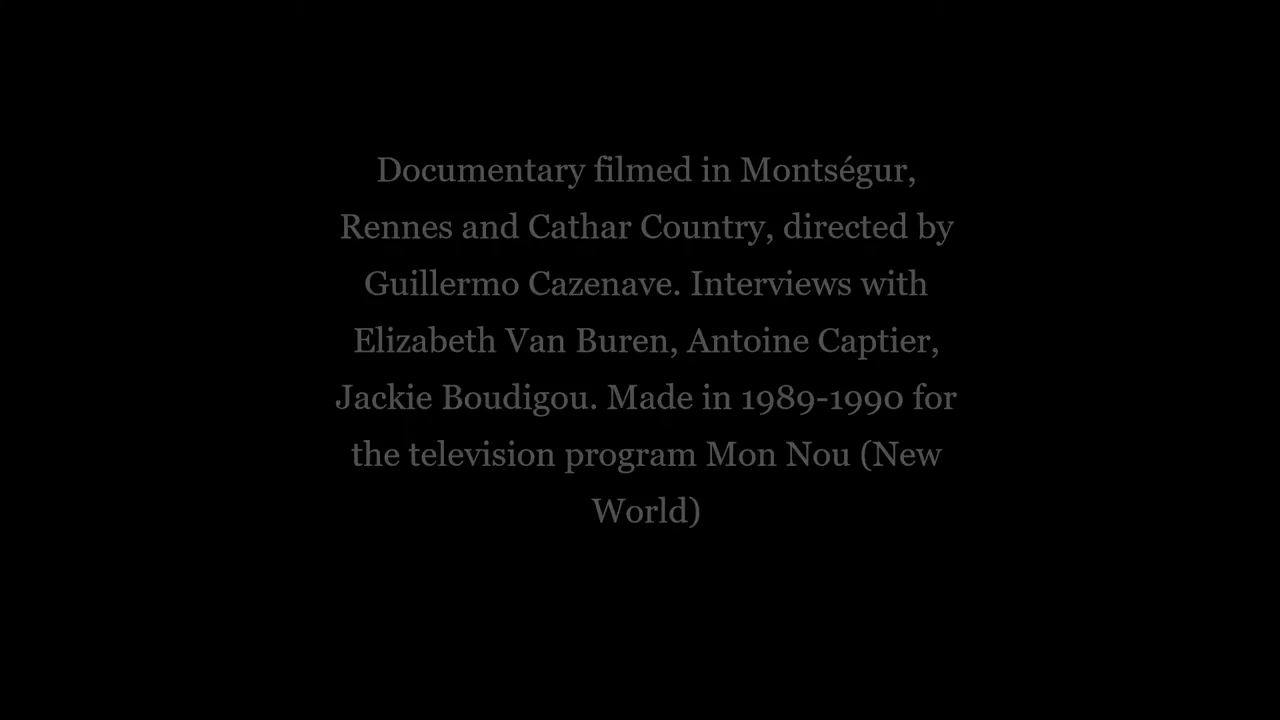 Documentary filmed in Montségur,
Rennes and Cathar Country, directed by
Guillermo Cazenave. Interviews with
Elizabeth Van Buren, Antoine Captier,
Jackie Boudigou. Made in 1989-1990 for
the television program Mon Nou (New
World)